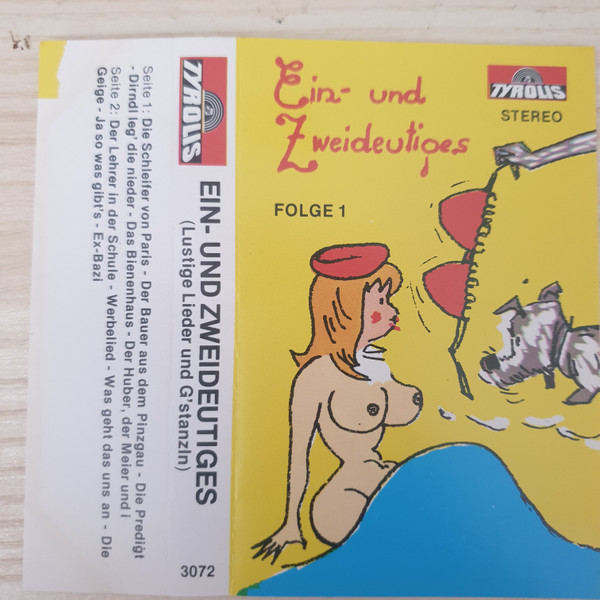 Ein- und
Zweideutiges
FOLGE 1
TYROLIS
STEREO
TYROLIS
EIN- UND ZWEIDEUTIGES
(Lustige Lieder und G'stanzln)
3072
Seite 1: Die Schleifer von Paris - Der Bauer aus dem Pinzgau - Die Predigt
- Dirndl leg' die nieder - Das Bienenhaus - Der Huber, der Meier und i
Seite 2: Der Lehrer in der Schule - Werbelied - Was geht das uns an - Die
Geige - Ja so was gibt's - Ex-Bazi